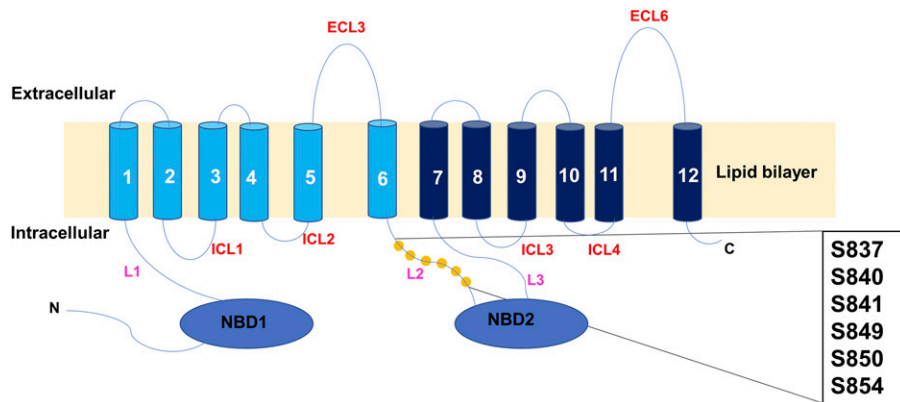 ECL3
ECL6
Extracellular
1 2 3 4 5 6 7 8 9 10 11 12 Lipid bilayer
Intracellular
ICL1
ICL2
ICL3
ICL4
C
L1
L2
L3
N
NBD1
NBD2
S837
S840
S841
S849
S850
S854